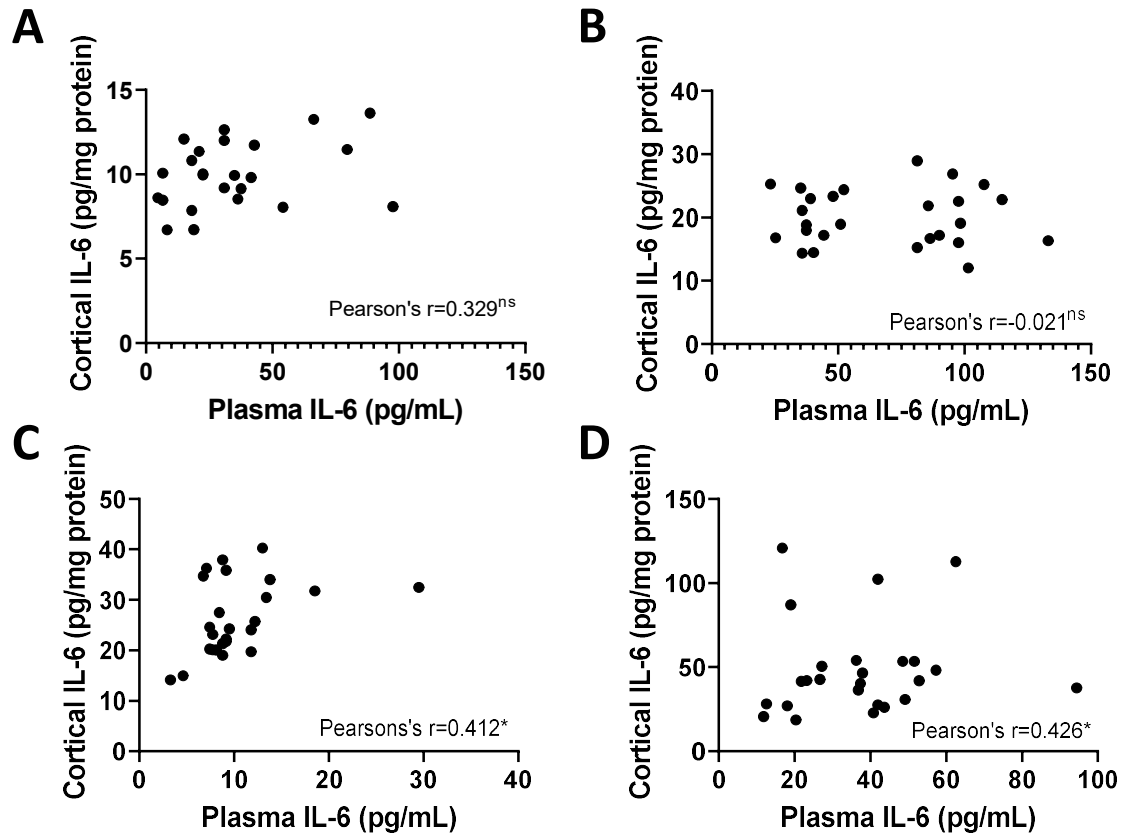 A
Cortical IL-6 (pg/mg protein)
15
10
5
0
Pearson's r=0.329ns
0 50 100 150
Plasma IL-6 (pg/mL)
B
Cortical IL-6 (pg/mg protien)
40
30
20
10
0
Pearson's r=-0.021ns
0 50 100 150
Plasma IL-6 (pg/mL)
C
Cortical IL-6 (pg/mg protein)
50
40
30
20
10
0
Pearsons's r=0.412*
0 10 20 30 40
Plasma IL-6 (pg/mL)
D
Cortical IL-6 (pg/mg protein)
150
100
50
0
Pearson's r=0.426*
0 20 40 60 80 100
Plasma IL-6 (pg/mL)